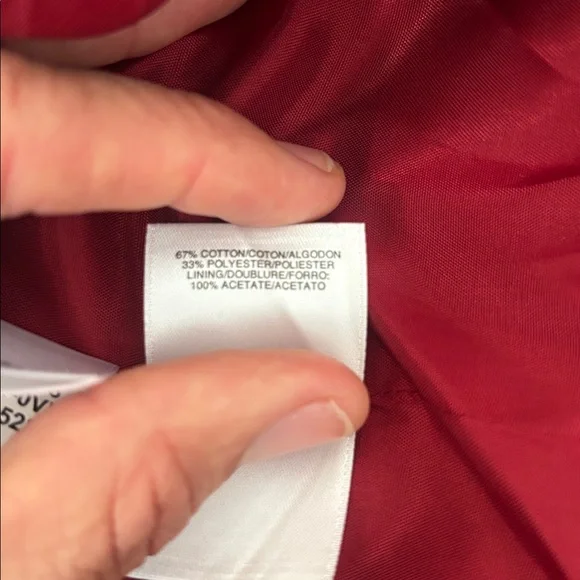 67% COTTON/COTON/ALGODON
33% POLYESTER/POLIESTER
LINING/DOUBLURE/FORRO:
100% ACETATE/ACETATO